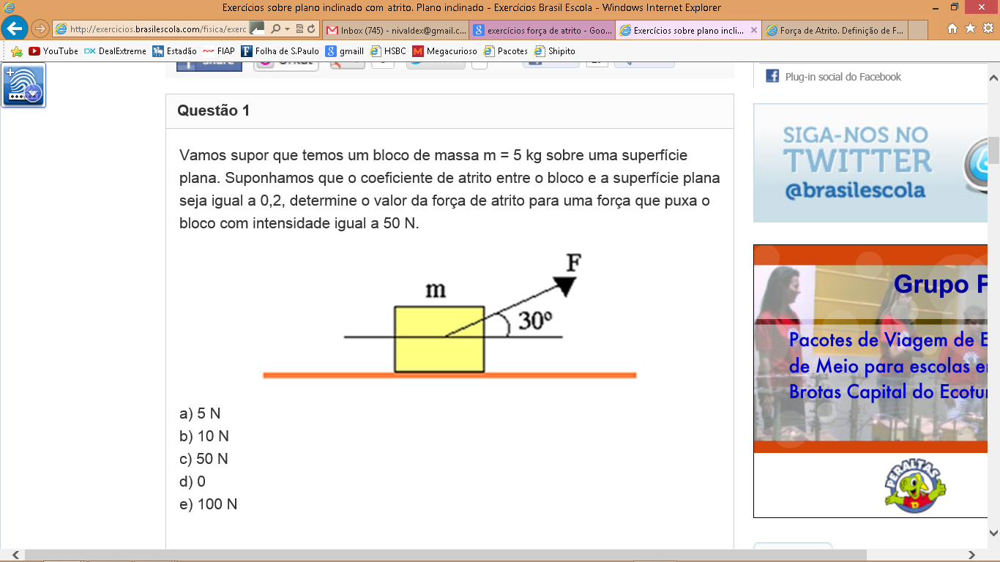 Exercícios sobre plano inclinado com atrito. Plano inclinado - Exercícios Brasil Escola - Windows Internet Explorer
http://exercicios.brasilescola.com/fisica/exerc
Inbox (745) - nivaldex@gmail.c...
exercícios força de atrito - Goo...
Exercícios sobre plano incli...
Força de Atrito. Definição de F...
YouTube DealExtreme Estadão FIAP Folha de S.Paulo gmaill HSBC Megacurioso Pacotes Shipito
Plug-in social do Facebook
Questão 1
Vamos supor que temos um bloco de massa m = 5 kg sobre uma superfície
plana. Suponhamos que o coeficiente de atrito entre o bloco e a superfície plana
seja igual a 0,2, determine o valor da força de atrito para uma força que puxa o
bloco com intensidade igual a 50 N.
F
m
30º
a) 5 N
b) 10 N
c) 50 N
d) 0
e) 100 N
SIGA-NOS NO
TWITTER
@brasilescola
Grupo P
Pacotes de Viagem de E
de Meio para escolas e
Brotas Capital do Ecotu
PERALTAS